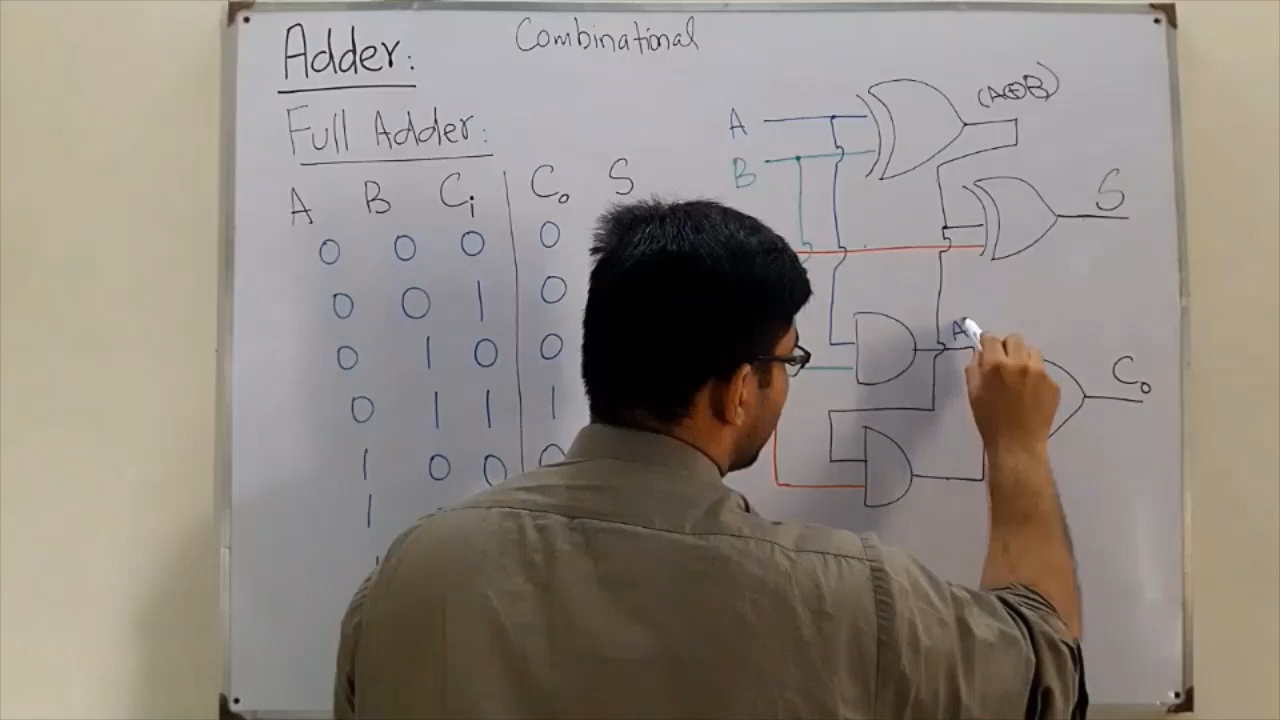 Adder:
Combinational
Full Adder:
A B Ci Co S
0 0 0 0
0 0 1 0
0 1 0 0
0 1 1 1
1 0 0 0
1
A
B
(A⊕B)
S
A
Co